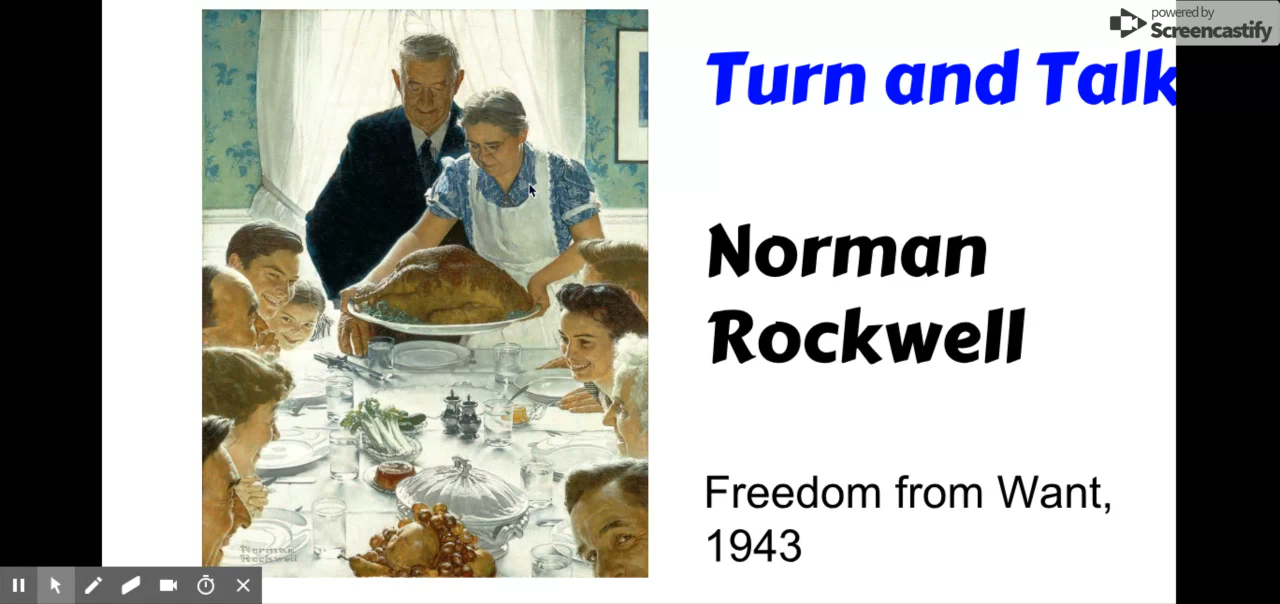 powered by
Screencastify
Turn and Talk
Norman
Rockwell
Freedom from Want,
1943
Norman
Rockwell